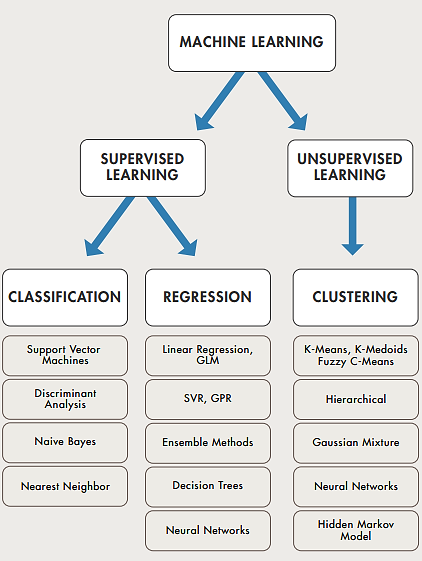 MACHINE LEARNING
SUPERVISED
LEARNING
UNSUPERVISED
LEARNING
CLASSIFICATION
REGRESSION
CLUSTERING
Support Vector
Machines
Discriminant
Analysis
Naive Bayes
Nearest Neighbor
Linear Regression,
GLM
SVR, GPR
Ensemble Methods
Decision Trees
Neural Networks
K-Means, K-Medoids
Fuzzy C-Means
Hierarchical
Gaussian Mixture
Neural Networks
Hidden Markov
Model